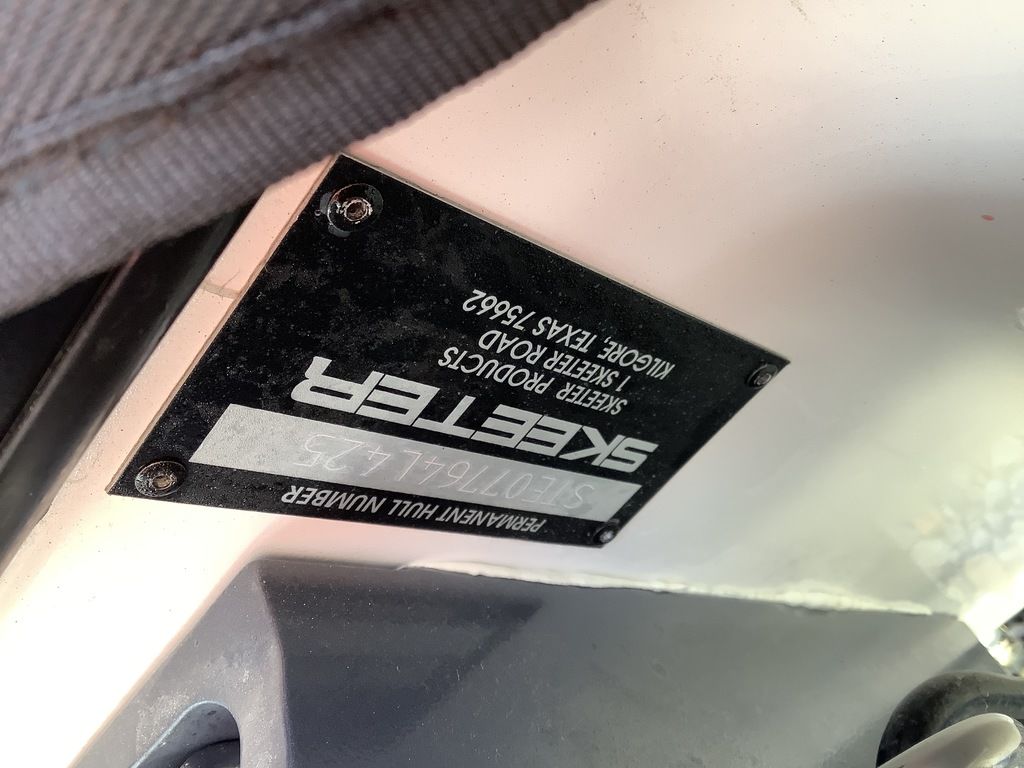 PERMANENT HULL NUMBER
STE07764L425
SKEETER
SKEETER PRODUCTS
1 SKEETER ROAD
KILGORE, TEXAS 75662